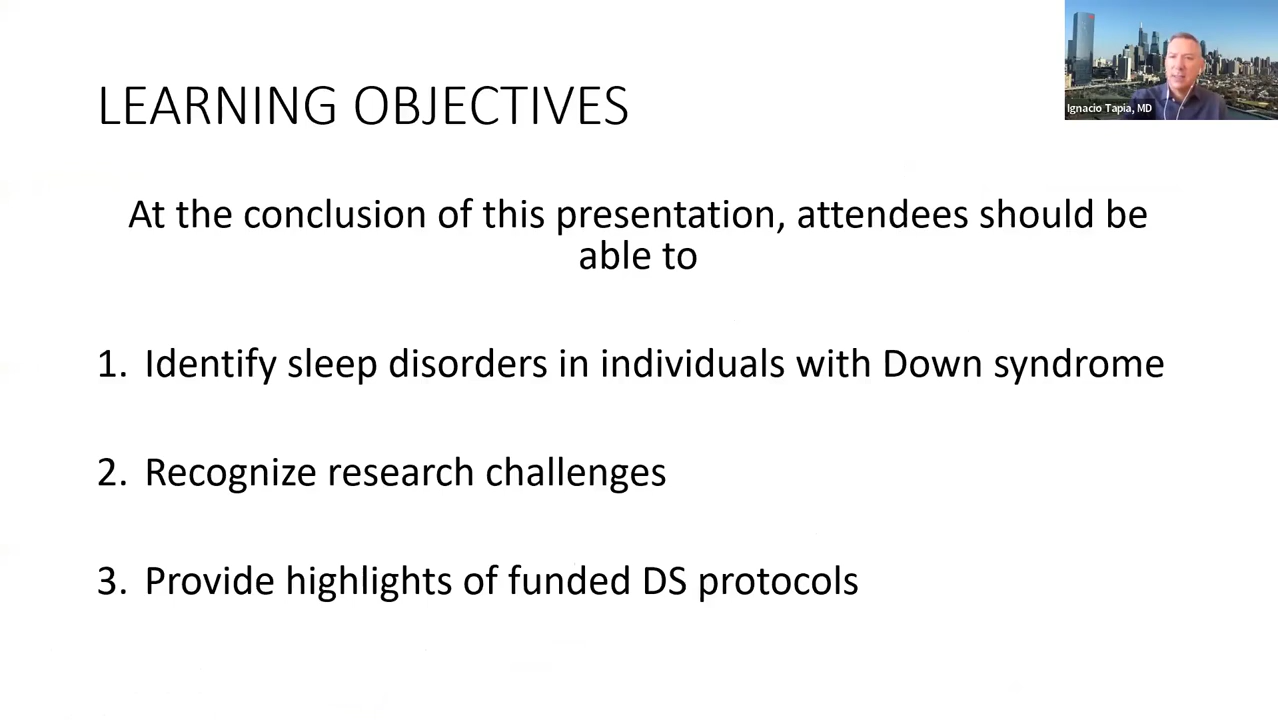 LEARNING OBJECTIVES
Ignacio Tapia, MD
At the conclusion of this presentation, attendees should be
able to
1. Identify sleep disorders in individuals with Down syndrome
2. Recognize research challenges
3. Provide highlights of funded DS protocols